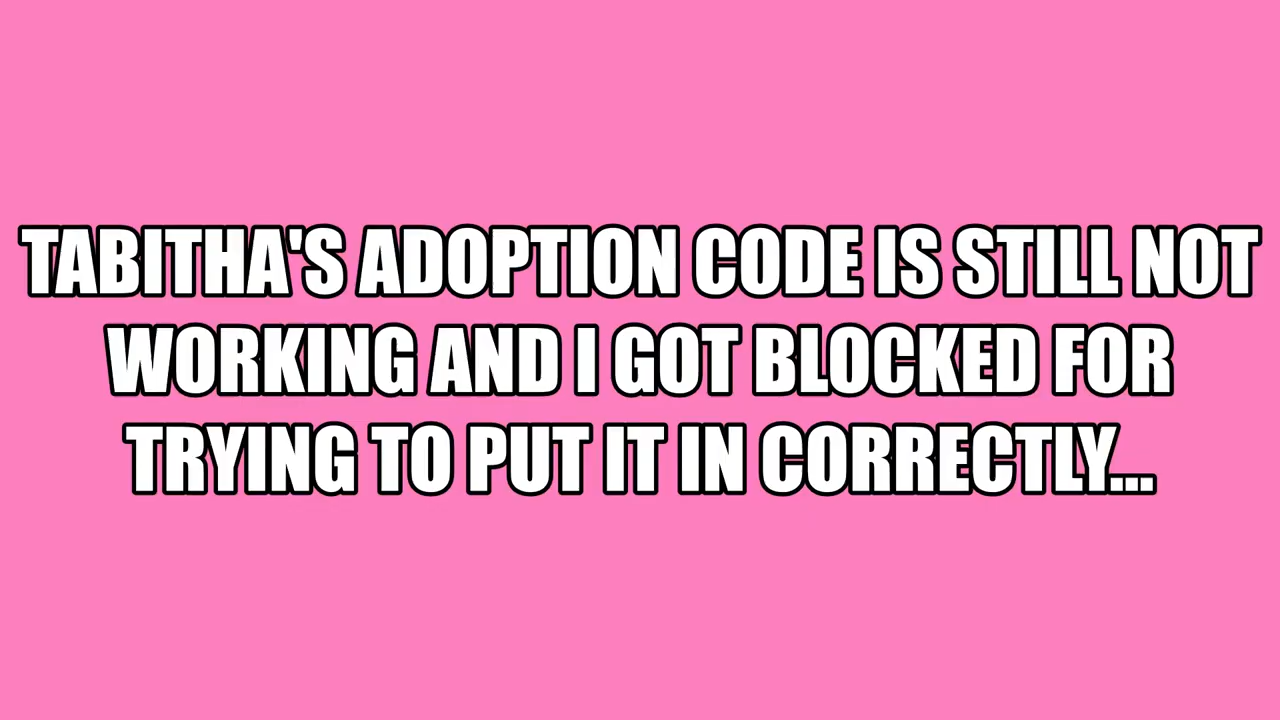 TABITHA'S ADOPTION CODE IS STILL NOT
WORKING AND I GOT BLOCKED FOR
TRYING TO PUT IT IN CORRECTLY...